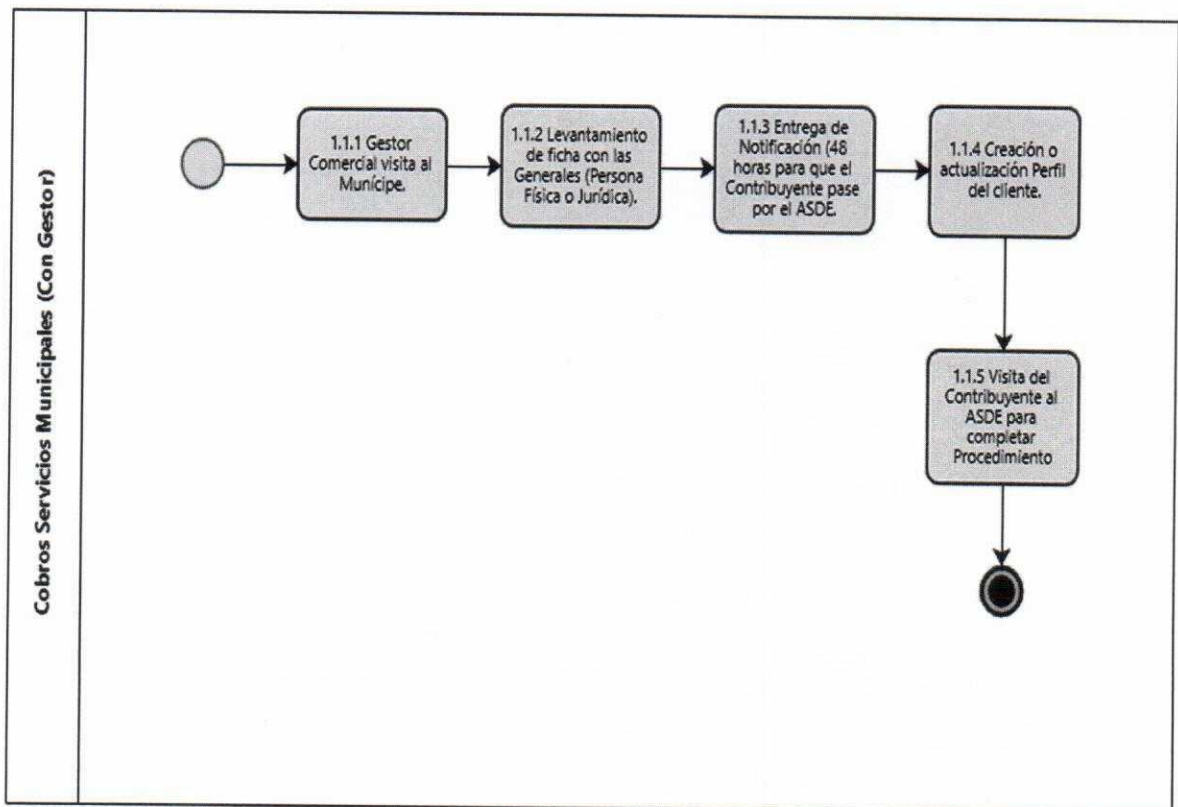 Cobros Servicios Municipales (Con Gestor)
1.1.1 Gestor
Comercial visita al
Munícipe.
1.1.2 Levantamiento
de ficha con las
Generales (Persona
Física o Jurídica).
1.1.3 Entrega de
Notificación (48
horas para que el
Contribuyente pase
por el ASDE.
1.1.4 Creación o
actualización Perfil
del cliente.
1.1.5 Visita del
Contribuyente al
ASDE para
completar
Procedimiento